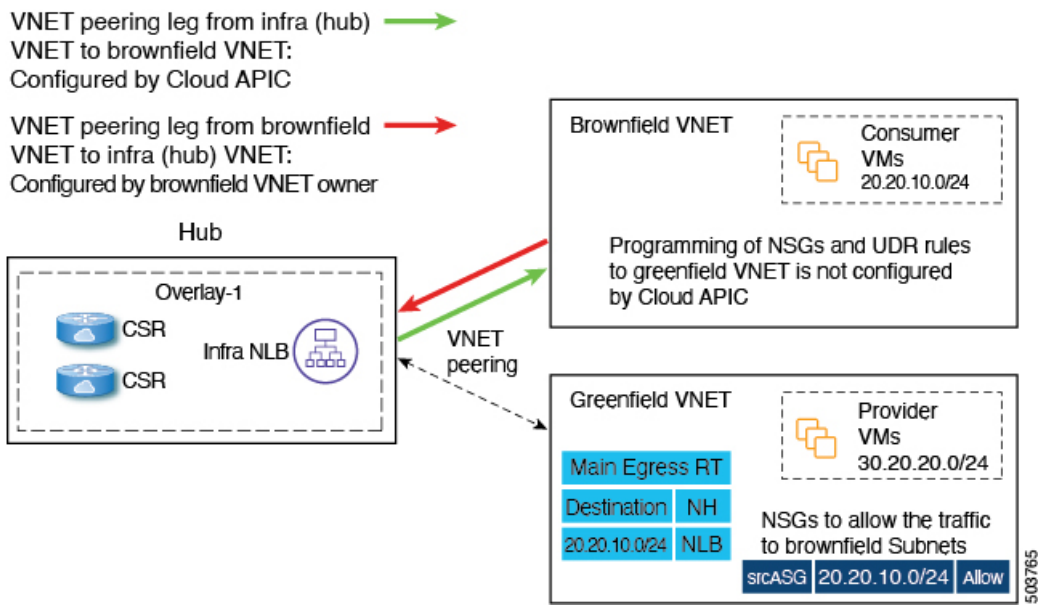 VNET peering leg from infra (hub)
VNET to brownfield VNET:
Configured by Cloud APIC
VNET peering leg from brownfield
VNET to infra (hub) VNET:
Configured by brownfield VNET owner
Hub
Overlay-1
CSR
Infra NLB
CSR
VNET
peering
Brownfield VNET
Consumer
VMs
20.20.10.0/24
Programming of NSGs and UDR rules
to greenfield VNET is not configured
by Cloud APIC
Greenfield VNET
Provider
VMs
30.20.20.0/24
Main Egress RT
Destination NH
20.20.10.0/24 NLB
NSGs to allow the traffic
to brownfield Subnets
srcASG 20.20.10.0/24 Allow
503765